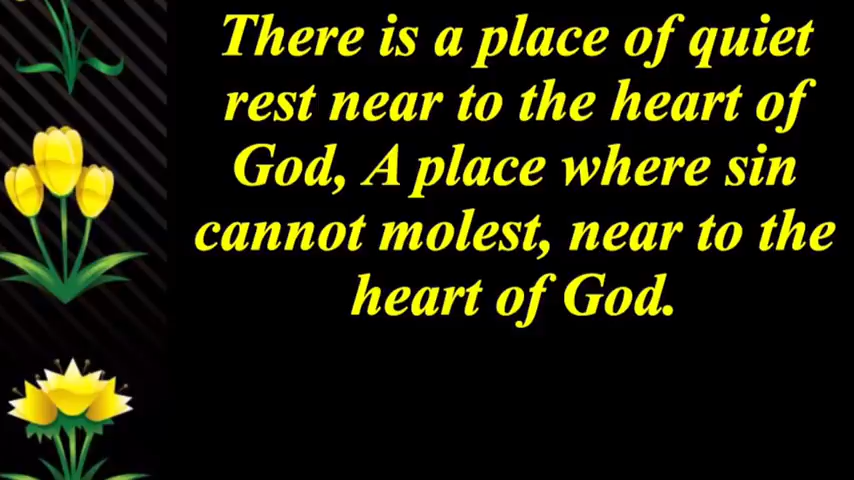 There is a place of quiet
rest near to the heart of
God, A place where sin
cannot molest, near to the
heart of God.